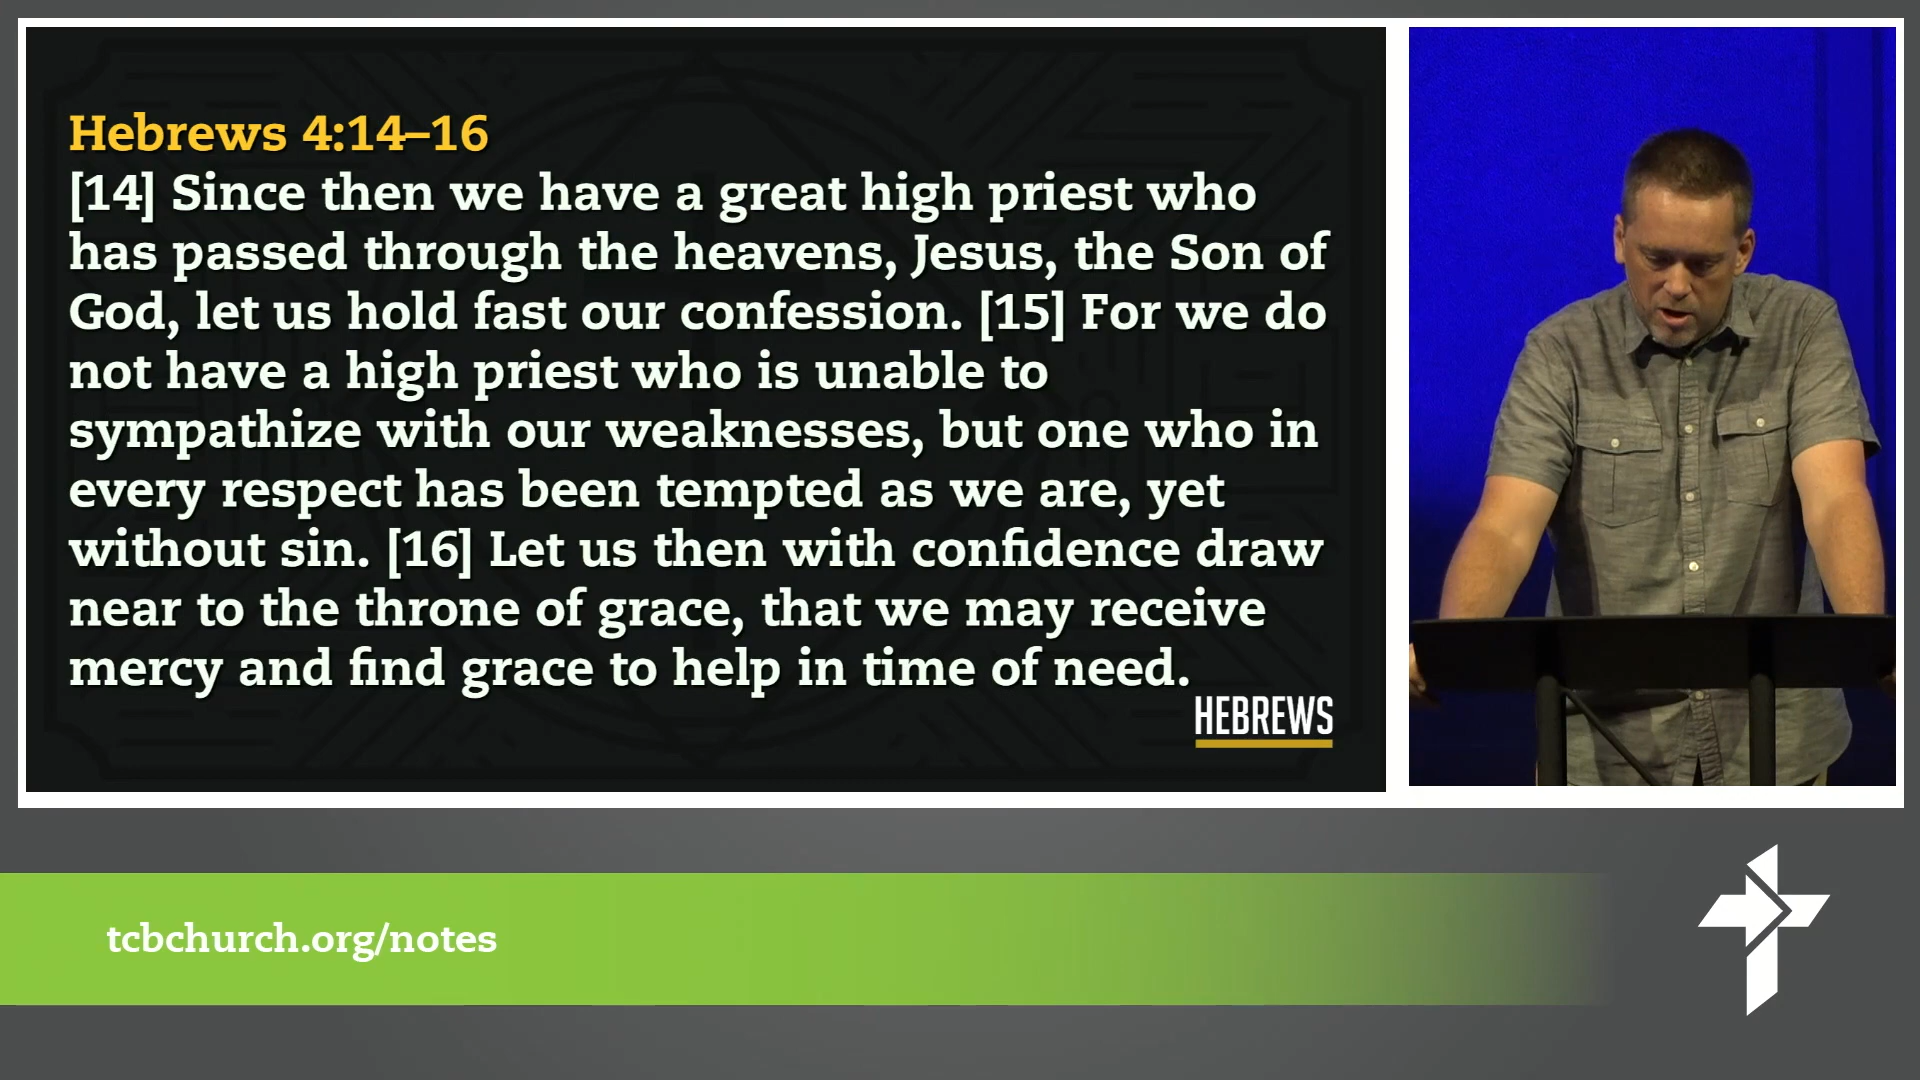 Hebrews 4:14–16
[14] Since then we have a great high priest who
has passed through the heavens, Jesus, the Son of
God, let us hold fast our confession. [15] For we do
not have a high priest who is unable to
sympathize with our weaknesses, but one who in
every respect has been tempted as we are, yet
without sin. [16] Let us then with confidence draw
near to the throne of grace, that we may receive
mercy and find grace to help in time of need.
HEBREWS
tcbchurch.org/notes